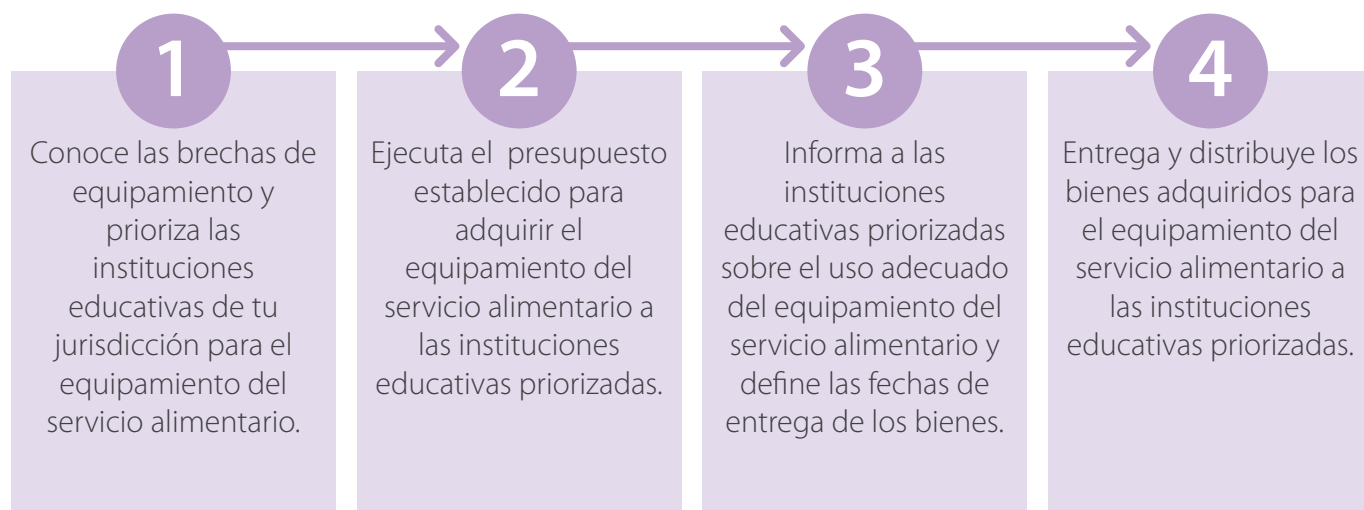 1
Conoce las brechas de
equipamiento y
prioriza las
instituciones
educativas de tu
jurisdicción para el
equipamiento del
servicio alimentario.
2
Ejecuta el presupuesto
establecido para
adquirir el
equipamiento del
servicio alimentario a
las instituciones
educativas priorizadas.
3
Informa a las
instituciones
educativas priorizadas
sobre el uso adecuado
del equipamiento del
servicio alimentario y
define las fechas de
entrega de los bienes.
4
Entrega y distribuye los
bienes adquiridos para
el equipamiento del
servicio alimentario a
las instituciones
educativas priorizadas.